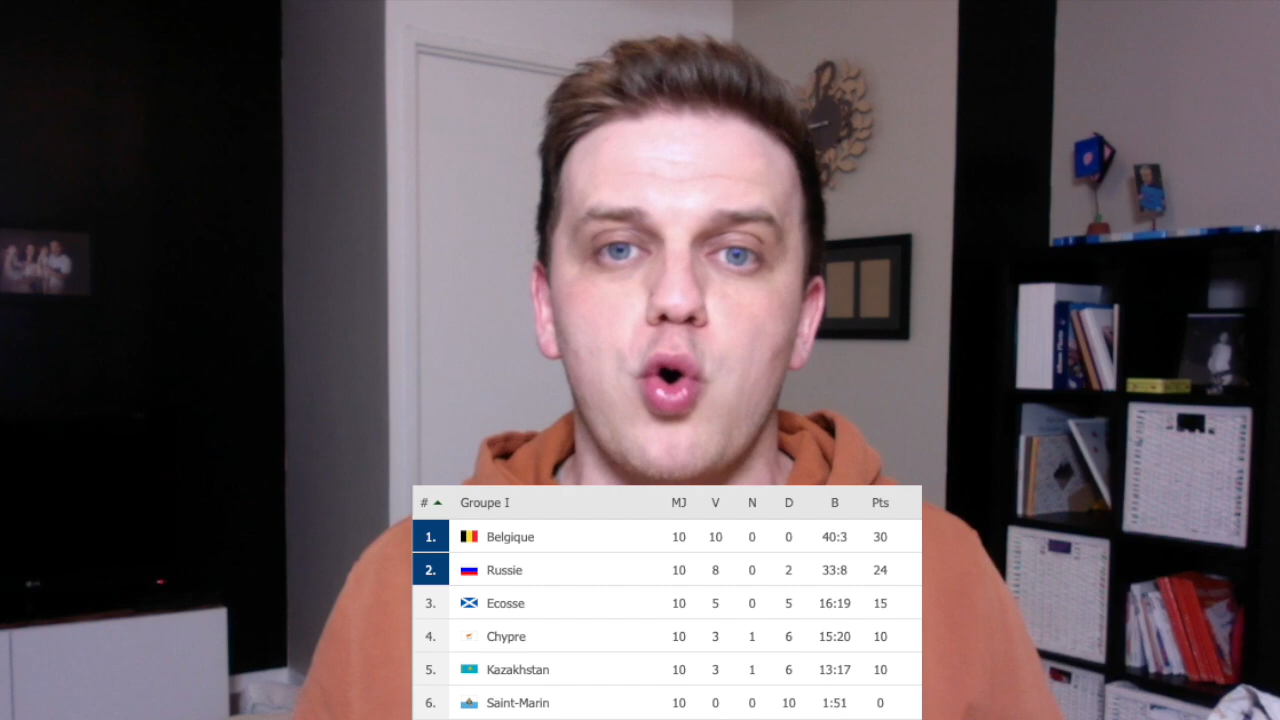 # Groupe I MJ V N D B Pts
1. Belgique 10 10 0 0 40:3 30
2. Russie 10 8 0 2 33:8 24
3. Ecosse 10 5 0 5 16:19 15
4. Chypre 10 3 1 6 15:20 10
5. Kazakhstan 10 3 1 6 13:17 10
6. Saint-Marin 10 0 0 10 1:51 0